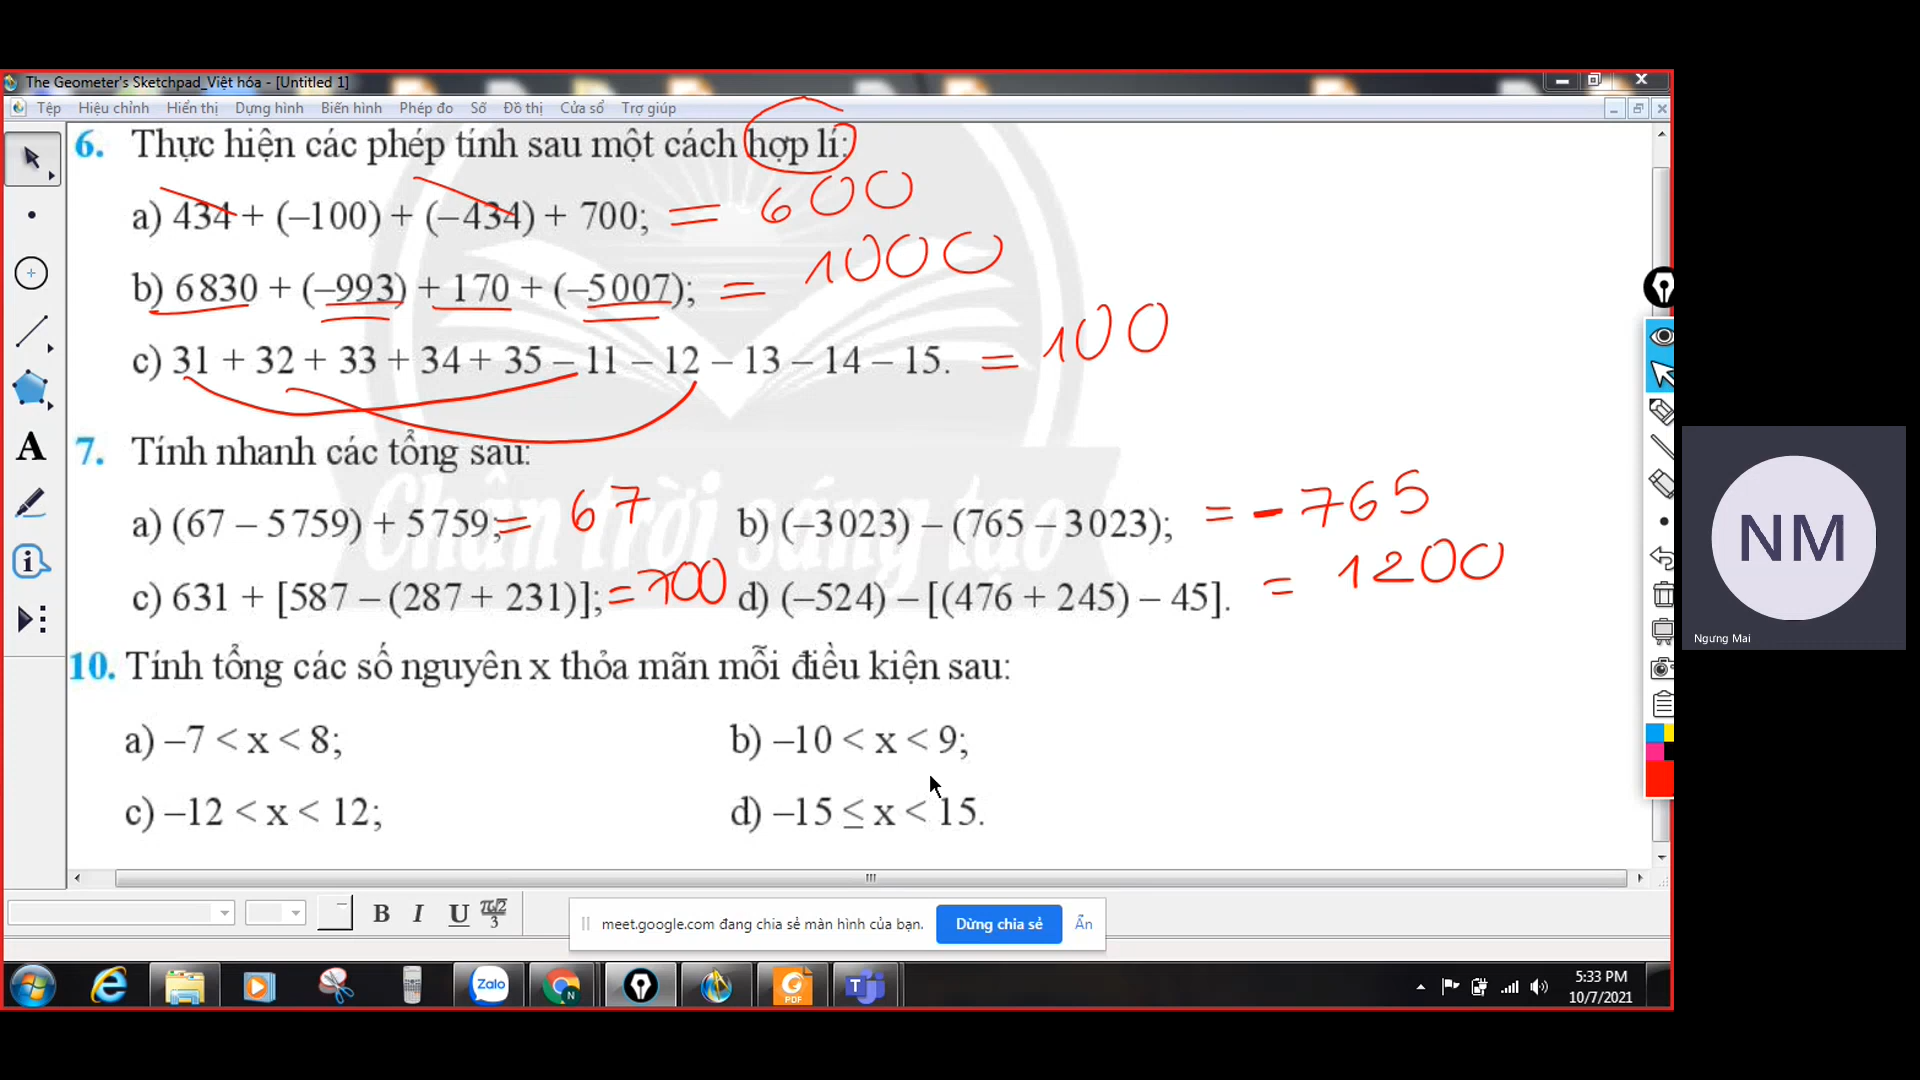 The Geometer's Sketchpad_Việt hóa - [Untitled 1]
Tệp Hiệu chỉnh Hiển thị Dựng hình Biến hình Phép đo Số Đồ thị Cửa sổ Trợ giúp
6. Thực hiện các phép tính sau một cách hợp lí:
a) 434 + (–100) + (–434) + 700; = 600
b) 6830 + (–993) + 170 + (–5007); = 1000
c) 31 + 32 + 33 + 34 + 35 – 11 – 12 – 13 – 14 – 15. = 100
7. Tính nhanh các tổng sau:
Chân trời sáng tạo
a) (67 – 5759) + 5759; = 67 b) (–3023) – (765 – 3023); = - 765
c) 631 + [587 – (287 + 231)]; = 700 d) (–524) – [(476 + 245) – 45]. = 1200
10. Tính tổng các số nguyên x thỏa mãn mỗi điều kiện sau:
a) –7 < x < 8; b) –10 < x < 9;
c) –12 < x < 12; d) –15 ≤ x < 15.
A
NM
Ngưng Mai
B I U
meet.google.com đang chia sẻ màn hình của bạn. Dừng chia sẻ Ẩn
Zalo
N
PDF
T
5:33 PM
10/7/2021